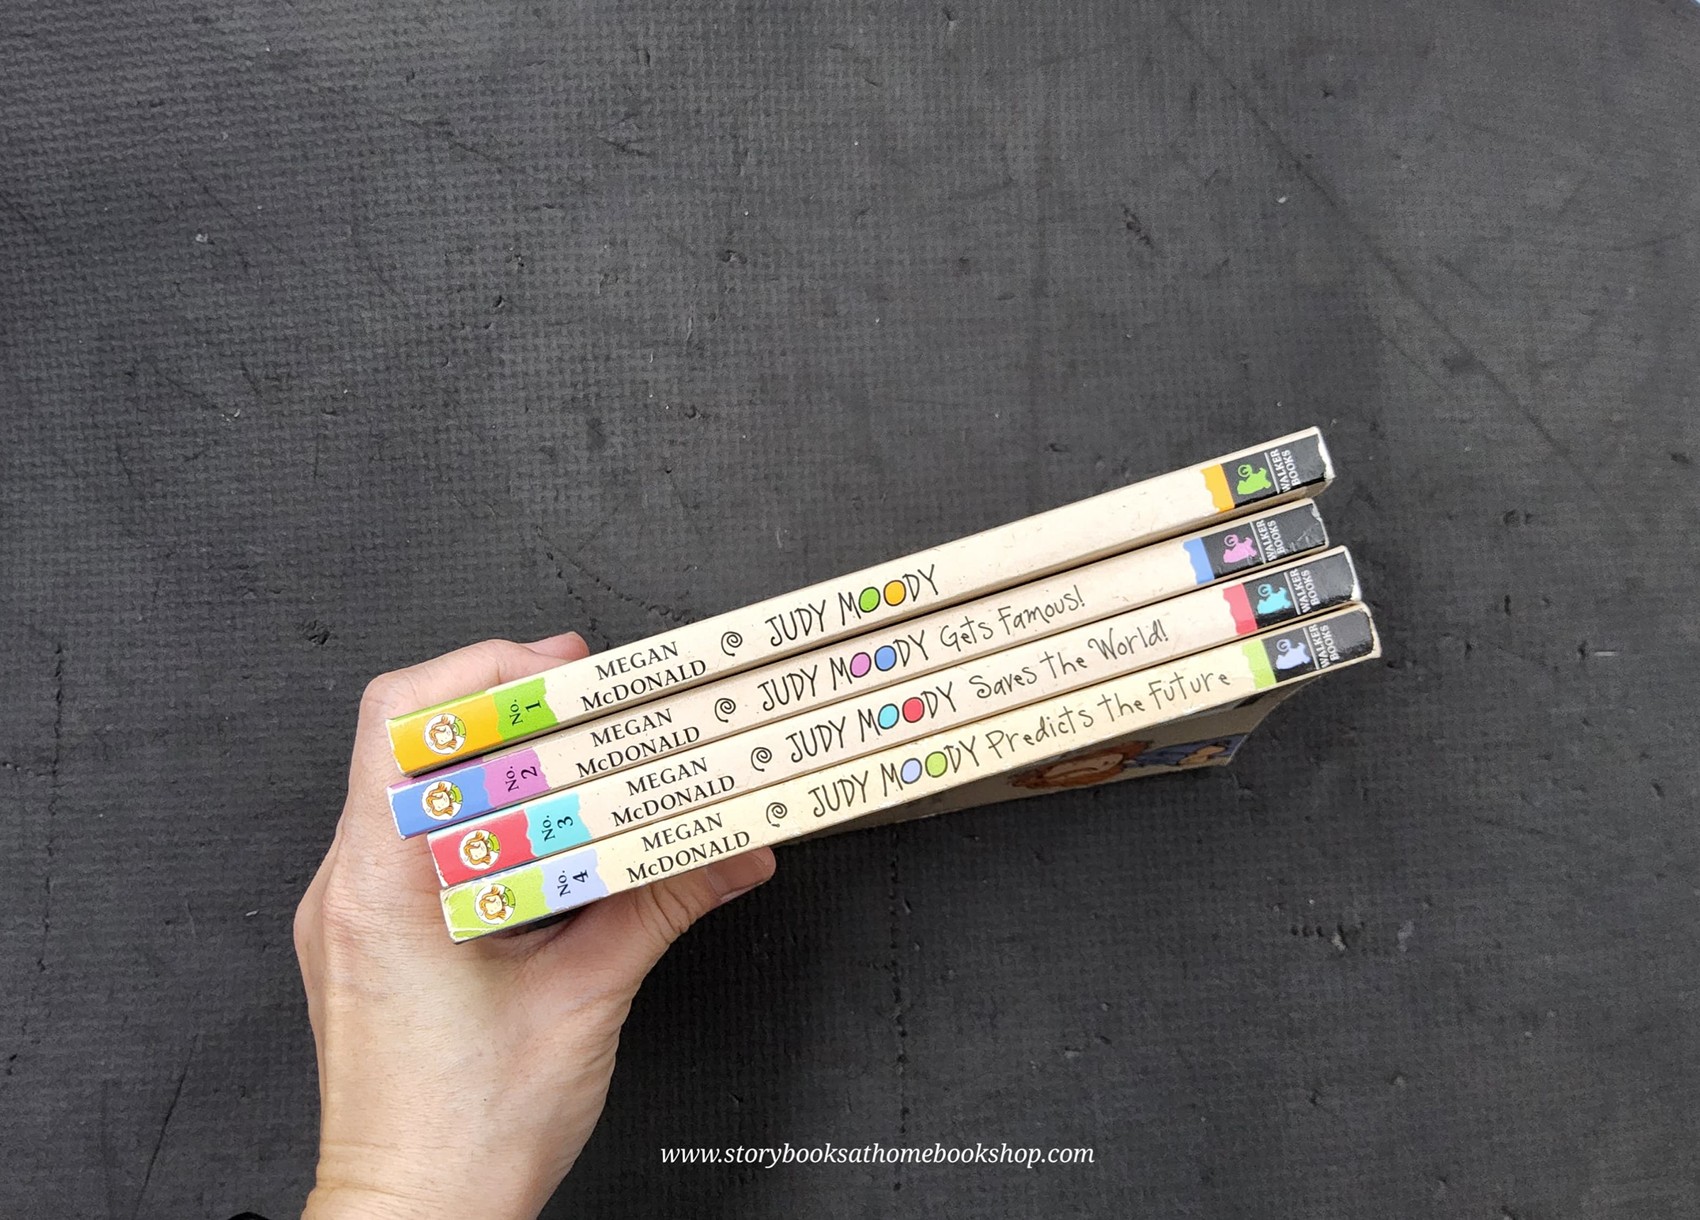 No.
1
MEGAN
McDONALD
JUDY MOODY
WALKER
BOOKS
No.
2
MEGAN
McDONALD
JUDY MOODY Gets Famous!
WALKER
BOOKS
No.
3
MEGAN
McDONALD
JUDY MOODY Saves the World!
WALKER
BOOKS
No.
4
MEGAN
McDONALD
JUDY MOODY Predicts the Future
WALKER
BOOKS
www.storybooksathomebookshop.com